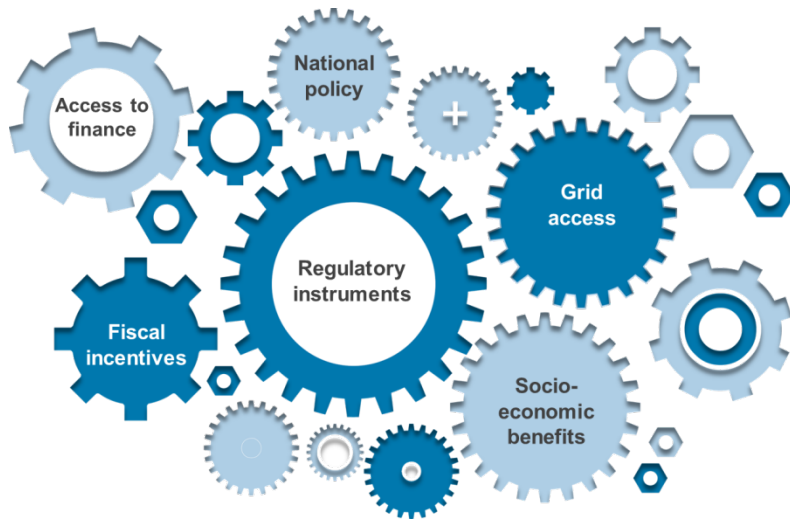 National
policy
Access to
finance
Grid
access
Regulatory
instruments
Fiscal
incentives
Socio-
economic
benefits